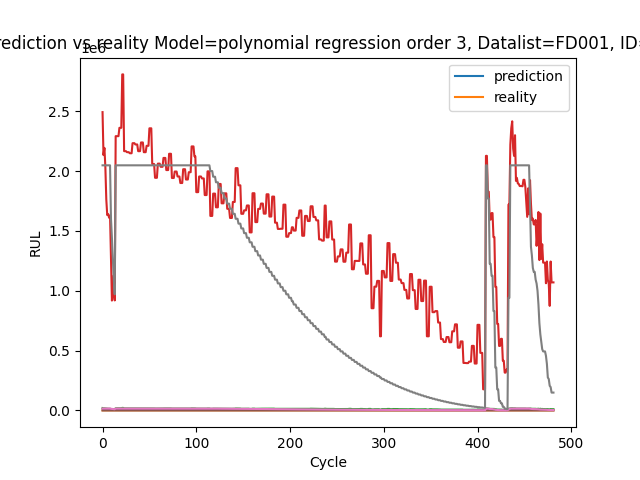 rediction vs reality Model=polynomial regression order 3, Datalist=FD001, ID=
1e6
prediction
reality
2.5
2.0
1.5
1.0
0.5
0.0
RUL
0 100 200 300 400 500
Cycle